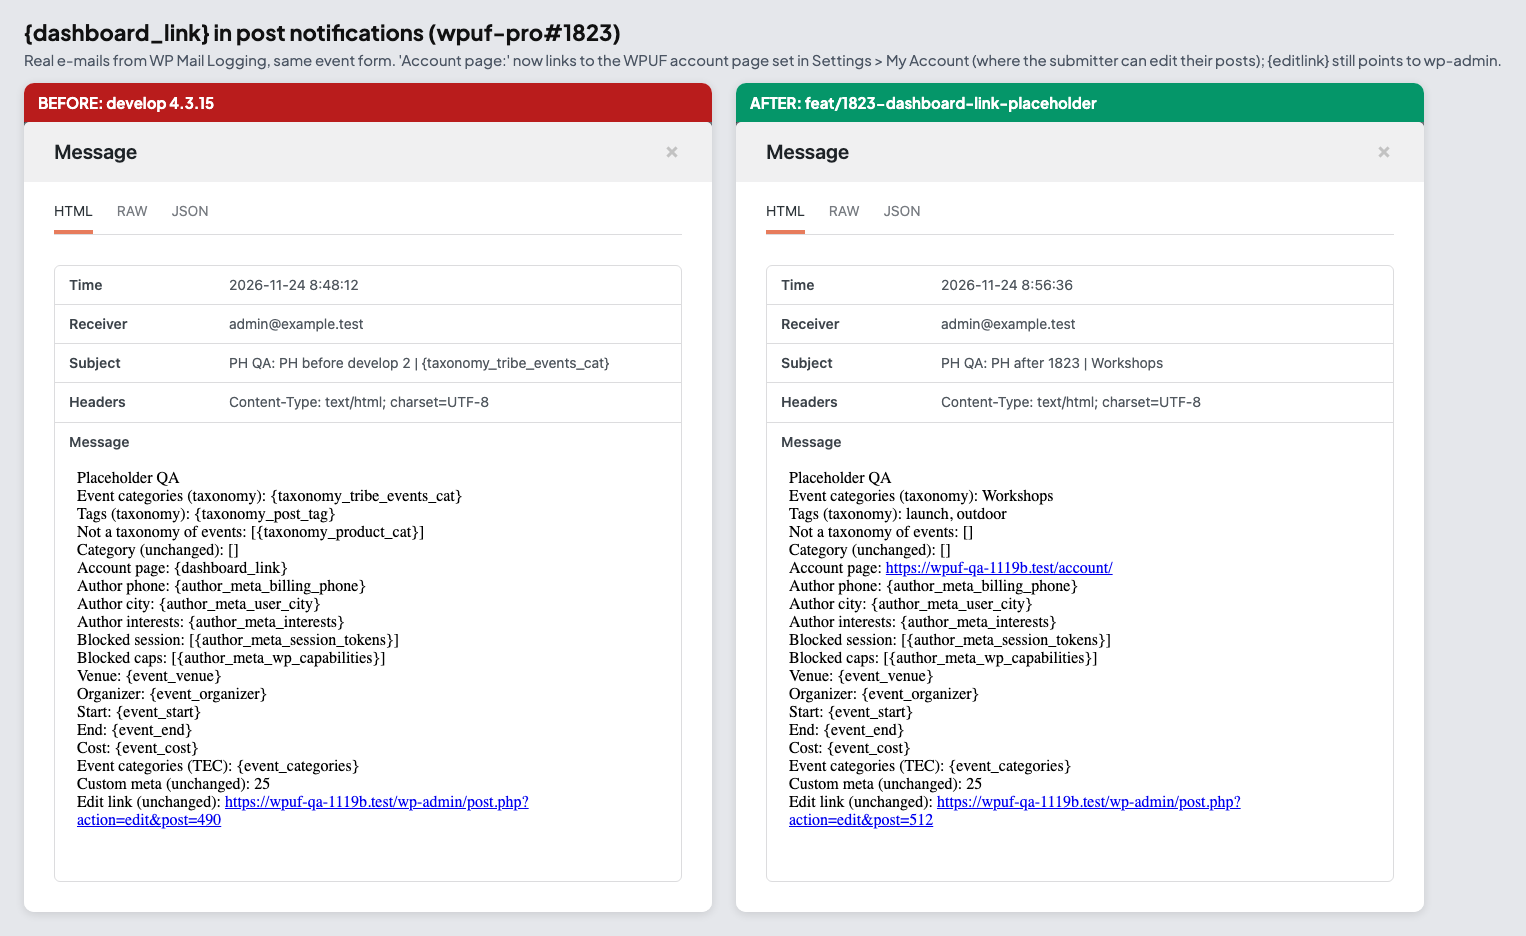 {dashboard_link} in post notifications (wpuf-pro#1823)
Real e-mails from WP Mail Logging, same event form. 'Account page:' now links to the WPUF account page set in Settings > My Account (where the submitter can edit their posts); {editlink} still points to wp-admin.
BEFORE: develop 4.3.15
Message ×
HTML RAW JSON
Time 2026-11-24 8:48:12
Receiver admin@example.test
Subject PH QA: PH before develop 2 | {taxonomy_tribe_events_cat}
Headers Content-Type: text/html; charset=UTF-8
Message
Placeholder QA
Event categories (taxonomy): {taxonomy_tribe_events_cat}
Tags (taxonomy): {taxonomy_post_tag}
Not a taxonomy of events: [{taxonomy_product_cat}]
Category (unchanged): []
Account page: {dashboard_link}
Author phone: {author_meta_billing_phone}
Author city: {author_meta_user_city}
Author interests: {author_meta_interests}
Blocked session: [{author_meta_session_tokens}]
Blocked caps: [{author_meta_wp_capabilities}]
Venue: {event_venue}
Organizer: {event_organizer}
Start: {event_start}
End: {event_end}
Cost: {event_cost}
Event categories (TEC): {event_categories}
Custom meta (unchanged): 25
Edit link (unchanged): https://wpuf-qa-1119b.test/wp-admin/post.php?
action=edit&post=490
AFTER: feat/1823-dashboard-link-placeholder
Message ×
HTML RAW JSON
Time 2026-11-24 8:56:36
Receiver admin@example.test
Subject PH QA: PH after 1823 | Workshops
Headers Content-Type: text/html; charset=UTF-8
Message
Placeholder QA
Event categories (taxonomy): Workshops
Tags (taxonomy): launch, outdoor
Not a taxonomy of events: []
Category (unchanged): []
Account page: https://wpuf-qa-1119b.test/account/
Author phone: {author_meta_billing_phone}
Author city: {author_meta_user_city}
Author interests: {author_meta_interests}
Blocked session: [{author_meta_session_tokens}]
Blocked caps: [{author_meta_wp_capabilities}]
Venue: {event_venue}
Organizer: {event_organizer}
Start: {event_start}
End: {event_end}
Cost: {event_cost}
Event categories (TEC): {event_categories}
Custom meta (unchanged): 25
Edit link (unchanged): https://wpuf-qa-1119b.test/wp-admin/post.php?
action=edit&post=512